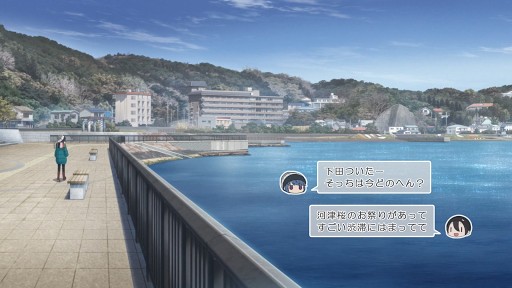 下田ついたー
そっちは今どのへん？
河津桜のお祭りがあって
すごい渋滞にはまってて